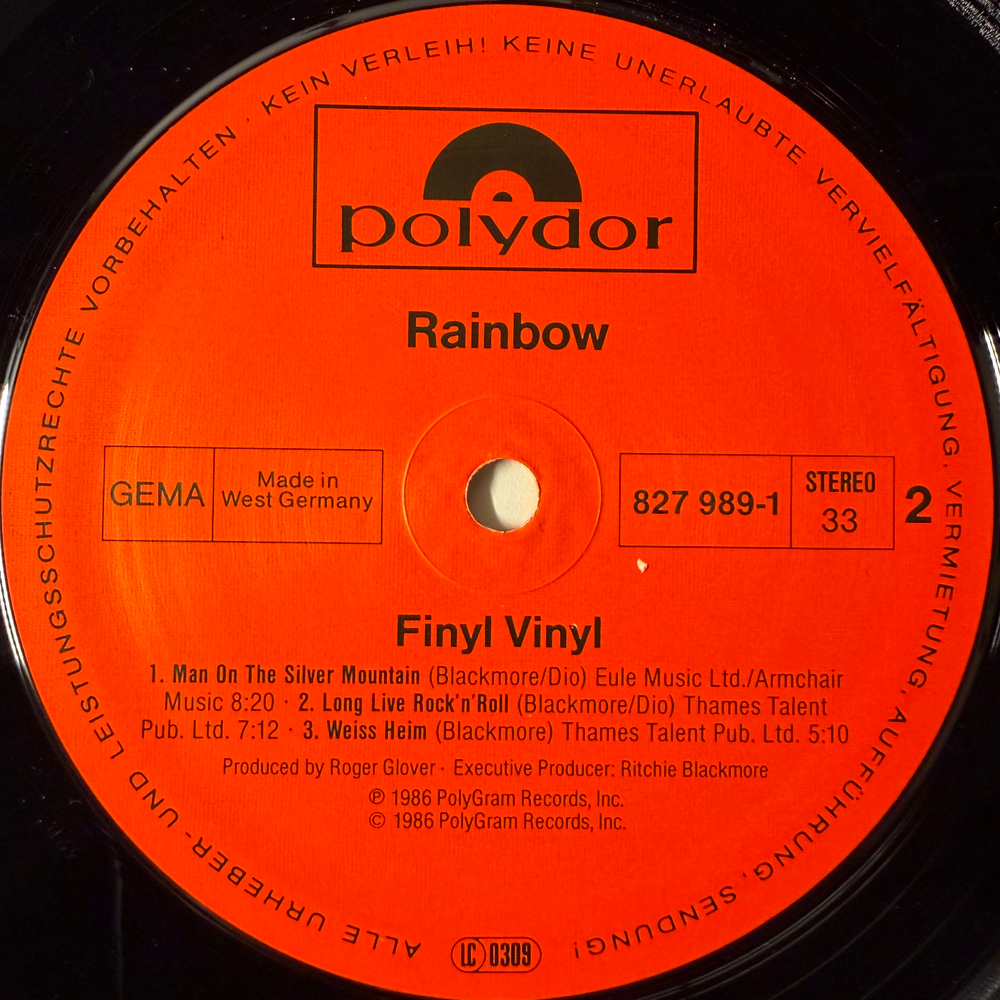 ALLE URHEBER- UND LEISTUNGSSCHUTZRECHTE VORBEHALTEN · KEIN VERLEIH! KEINE UNERLAUBTE VERVIELFÄLTIGUNG, VERMIETUNG, AUFFÜHRUNG, SENDUNG!
polydor
Rainbow
GEMA
Made in
West Germany
827 989-1
STEREO
33
2
Finyl Vinyl
1. Man On The Silver Mountain (Blackmore/Dio) Eule Music Ltd./Armchair
Music 8:20 · 2. Long Live Rock'n'Roll (Blackmore/Dio) Thames Talent
Pub. Ltd. 7:12 · 3. Weiss Heim (Blackmore) Thames Talent Pub. Ltd. 5:10
Produced by Roger Glover · Executive Producer: Ritchie Blackmore
℗ 1986 PolyGram Records, Inc.
© 1986 PolyGram Records, Inc.
LC 0309